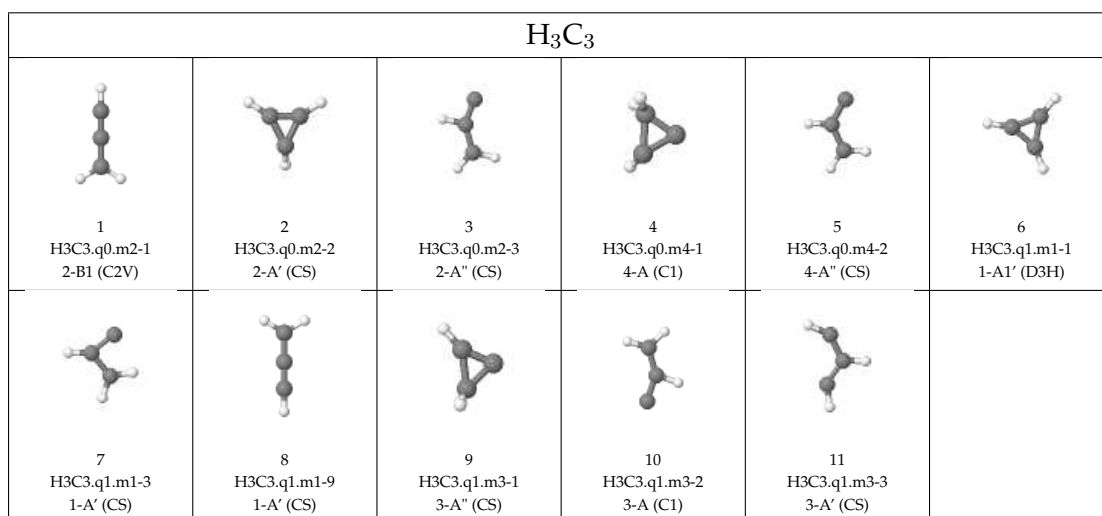 H₃C₃
1
H3C3.q0.m2-1
2-B1 (C2V)
2
H3C3.q0.m2-2
2-A' (CS)
3
H3C3.q0.m2-3
2-A" (CS)
4
H3C3.q0.m4-1
4-A (C1)
5
H3C3.q0.m4-2
4-A" (CS)
6
H3C3.q1.m1-1
1-A1' (D3H)
7
H3C3.q1.m1-3
1-A' (CS)
8
H3C3.q1.m1-9
1-A' (CS)
9
H3C3.q1.m3-1
3-A" (CS)
10
H3C3.q1.m3-2
3-A (C1)
11
H3C3.q1.m3-3
3-A' (CS)